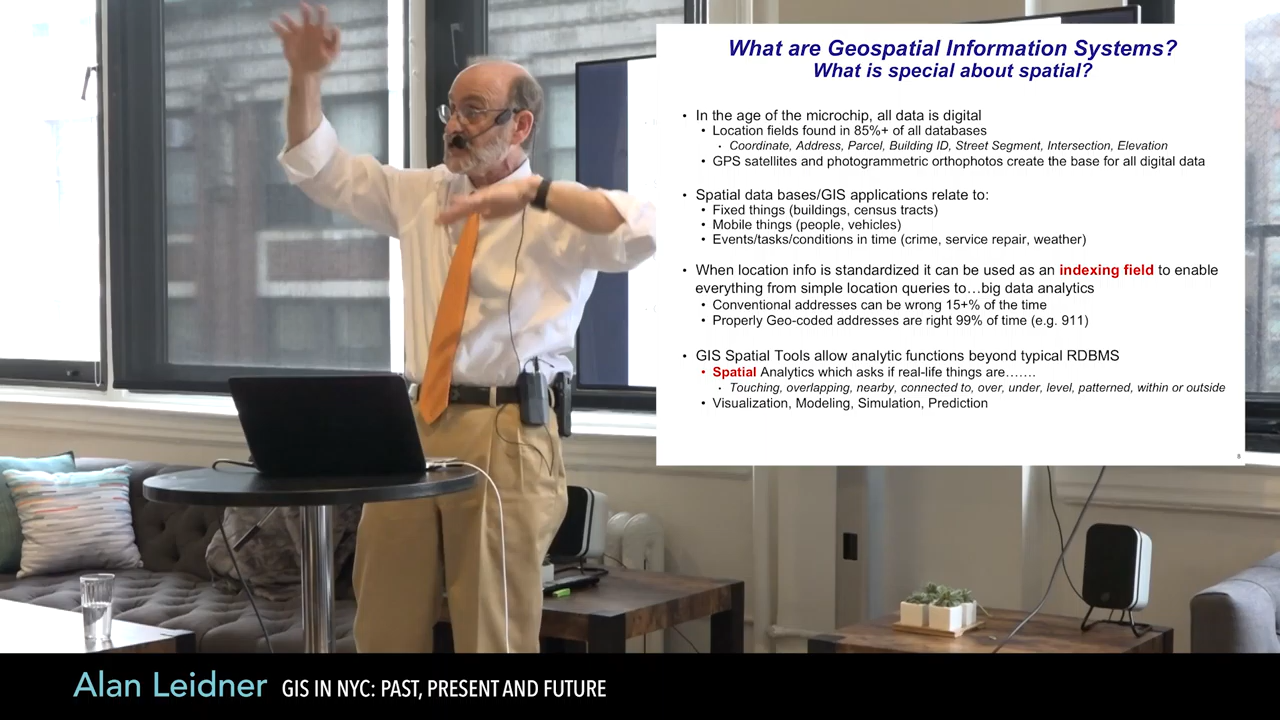 What are Geospatial Information Systems?
What is special about spatial?
• In the age of the microchip, all data is digital
• Location fields found in 85%+ of all databases
• Coordinate, Address, Parcel, Building ID, Street Segment, Intersection, Elevation
• GPS satellites and photogrammetric orthophotos create the base for all digital data
• Spatial data bases/GIS applications relate to:
• Fixed things (buildings, census tracts)
• Mobile things (people, vehicles)
• Events/tasks/conditions in time (crime, service repair, weather)
• When location info is standardized it can be used as an indexing field to enable
everything from simple location queries to…big data analytics
• Conventional addresses can be wrong 15+% of the time
• Properly Geo-coded addresses are right 99% of time (e.g. 911)
• GIS Spatial Tools allow analytic functions beyond typical RDBMS
• Spatial Analytics which asks if real-life things are…….
• Touching, overlapping, nearby, connected to, over, under, level, patterned, within or outside
• Visualization, Modeling, Simulation, Prediction
8
Alan Leidner GIS IN NYC: PAST, PRESENT AND FUTURE